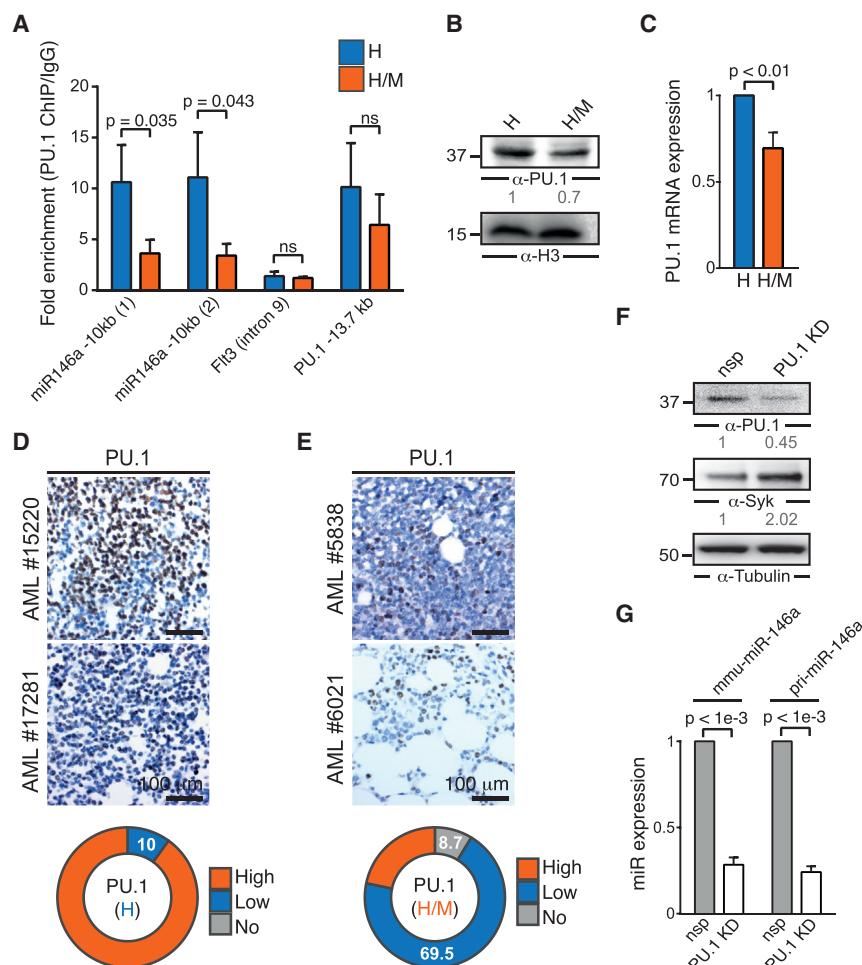 A
H
H/M
Fold enrichment (PU.1 ChIP/IgG)
20
15
10
5
0
p = 0.035
p = 0.043
ns
ns
miR146a -10kb (1)
miR146a -10kb (2)
Flt3 (intron 9)
PU.1 -13.7 kb
B
H
H/M
37
α-PU.1
1
0.7
15
α-H3
C
p < 0.01
PU.1 mRNA expression
1
0.5
0
H
H/M
D
PU.1
AML #15220
AML #17281
100 µm
10
PU.1
(H)
High
Low
No
E
PU.1
AML #5838
AML #6021
100 µm
8.7
PU.1
(H/M)
69.5
High
Low
No
F
nsp
PU.1 KD
37
α-PU.1
1
0.45
70
α-Syk
1
2.02
50
α-Tubulin
G
mmu-miR-146a
pri-miR-146a
p < 1e-3
p < 1e-3
miR expression
1
0.5
0
nsp
PU.1 KD
nsp
PU.1 KD